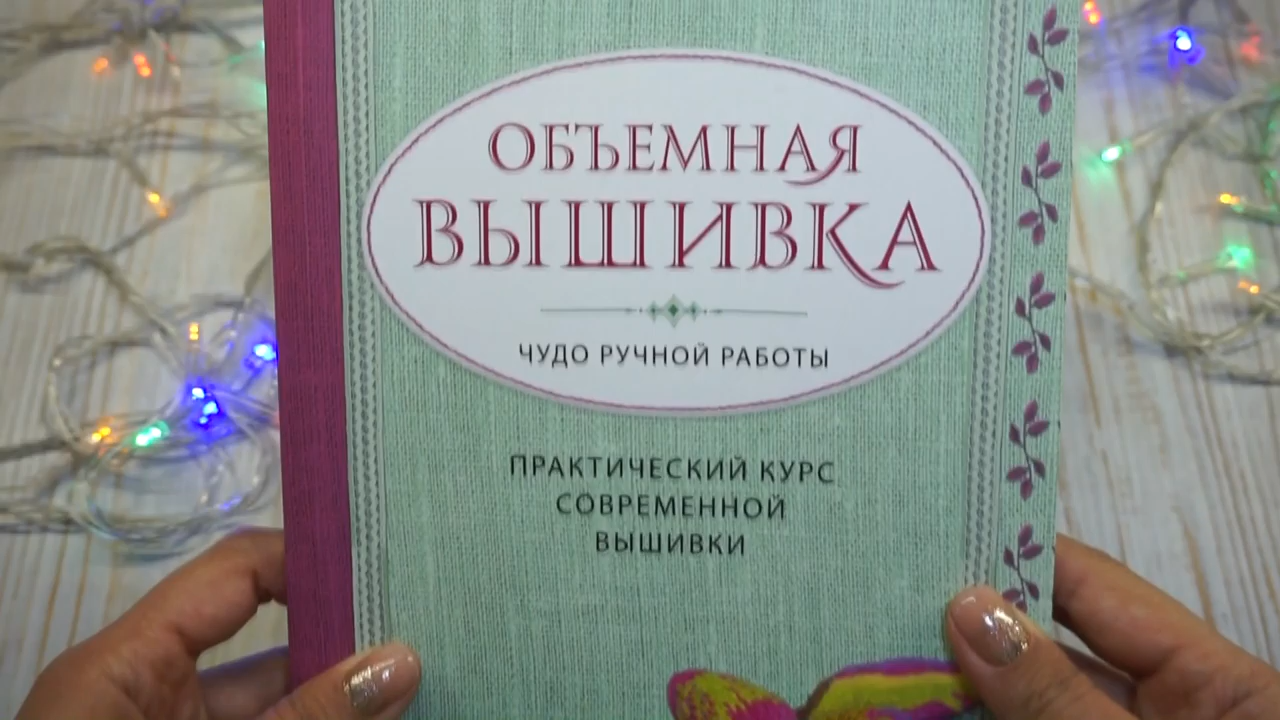 ОБЪЕМНАЯ
ВЫШИВКА
ЧУДО РУЧНОЙ РАБОТЫ
ПРАКТИЧЕСКИЙ КУРС
СОВРЕМЕННОЙ
ВЫШИВКИ